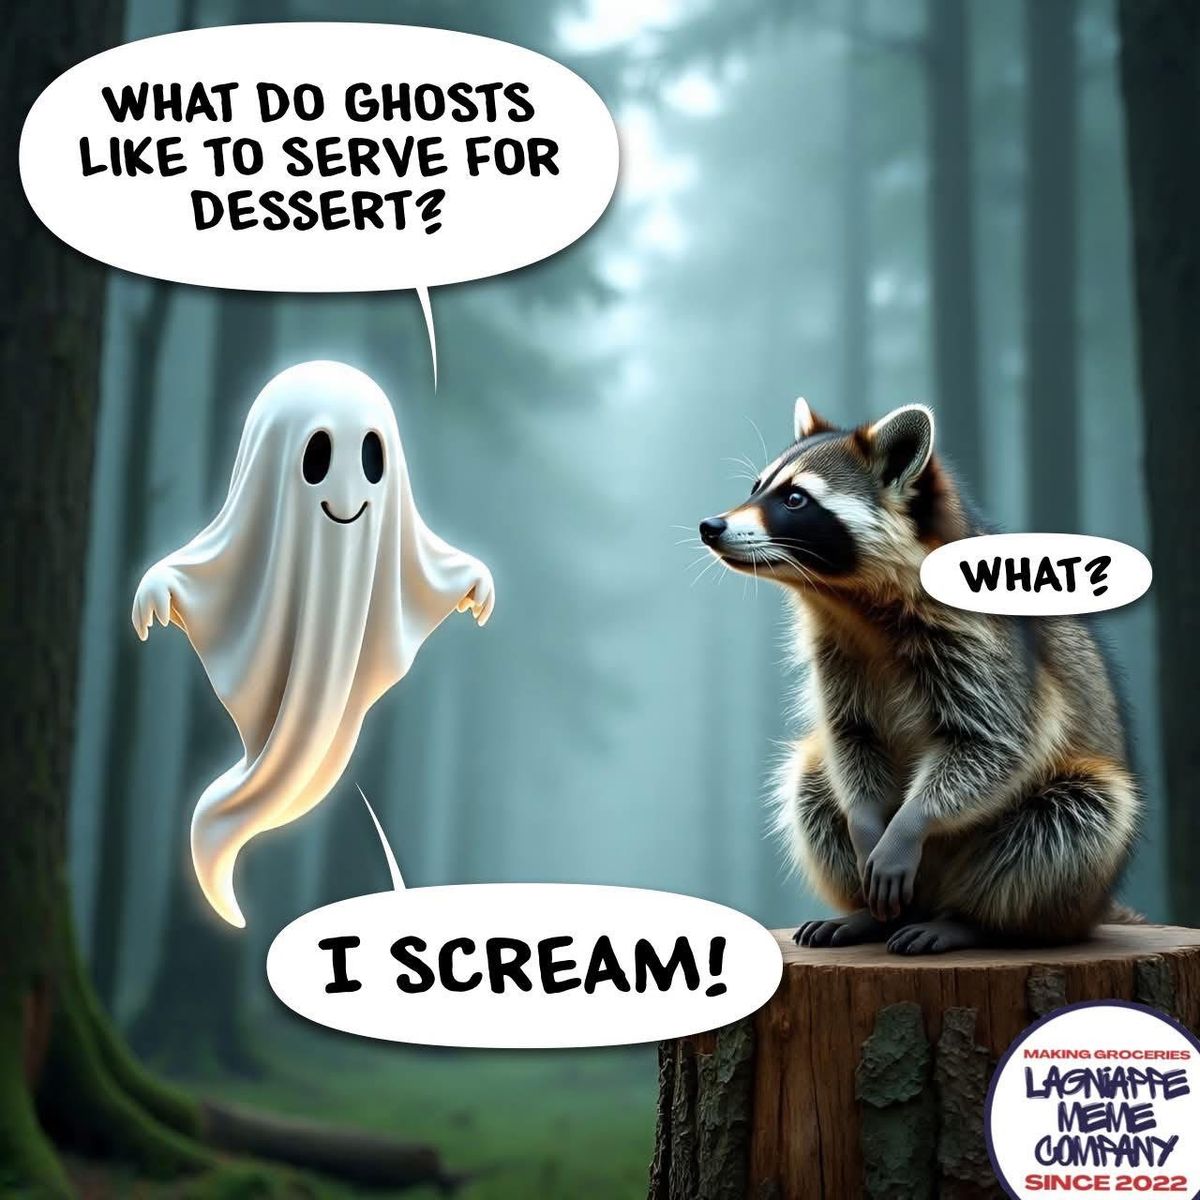 WHAT DO GHOSTS
LIKE TO SERVE FOR
DESSERT?
WHAT?
I SCREAM!
MAKING GROCERIES
LAGNIAPPE
MEME
COMPANY
SINCE 2022